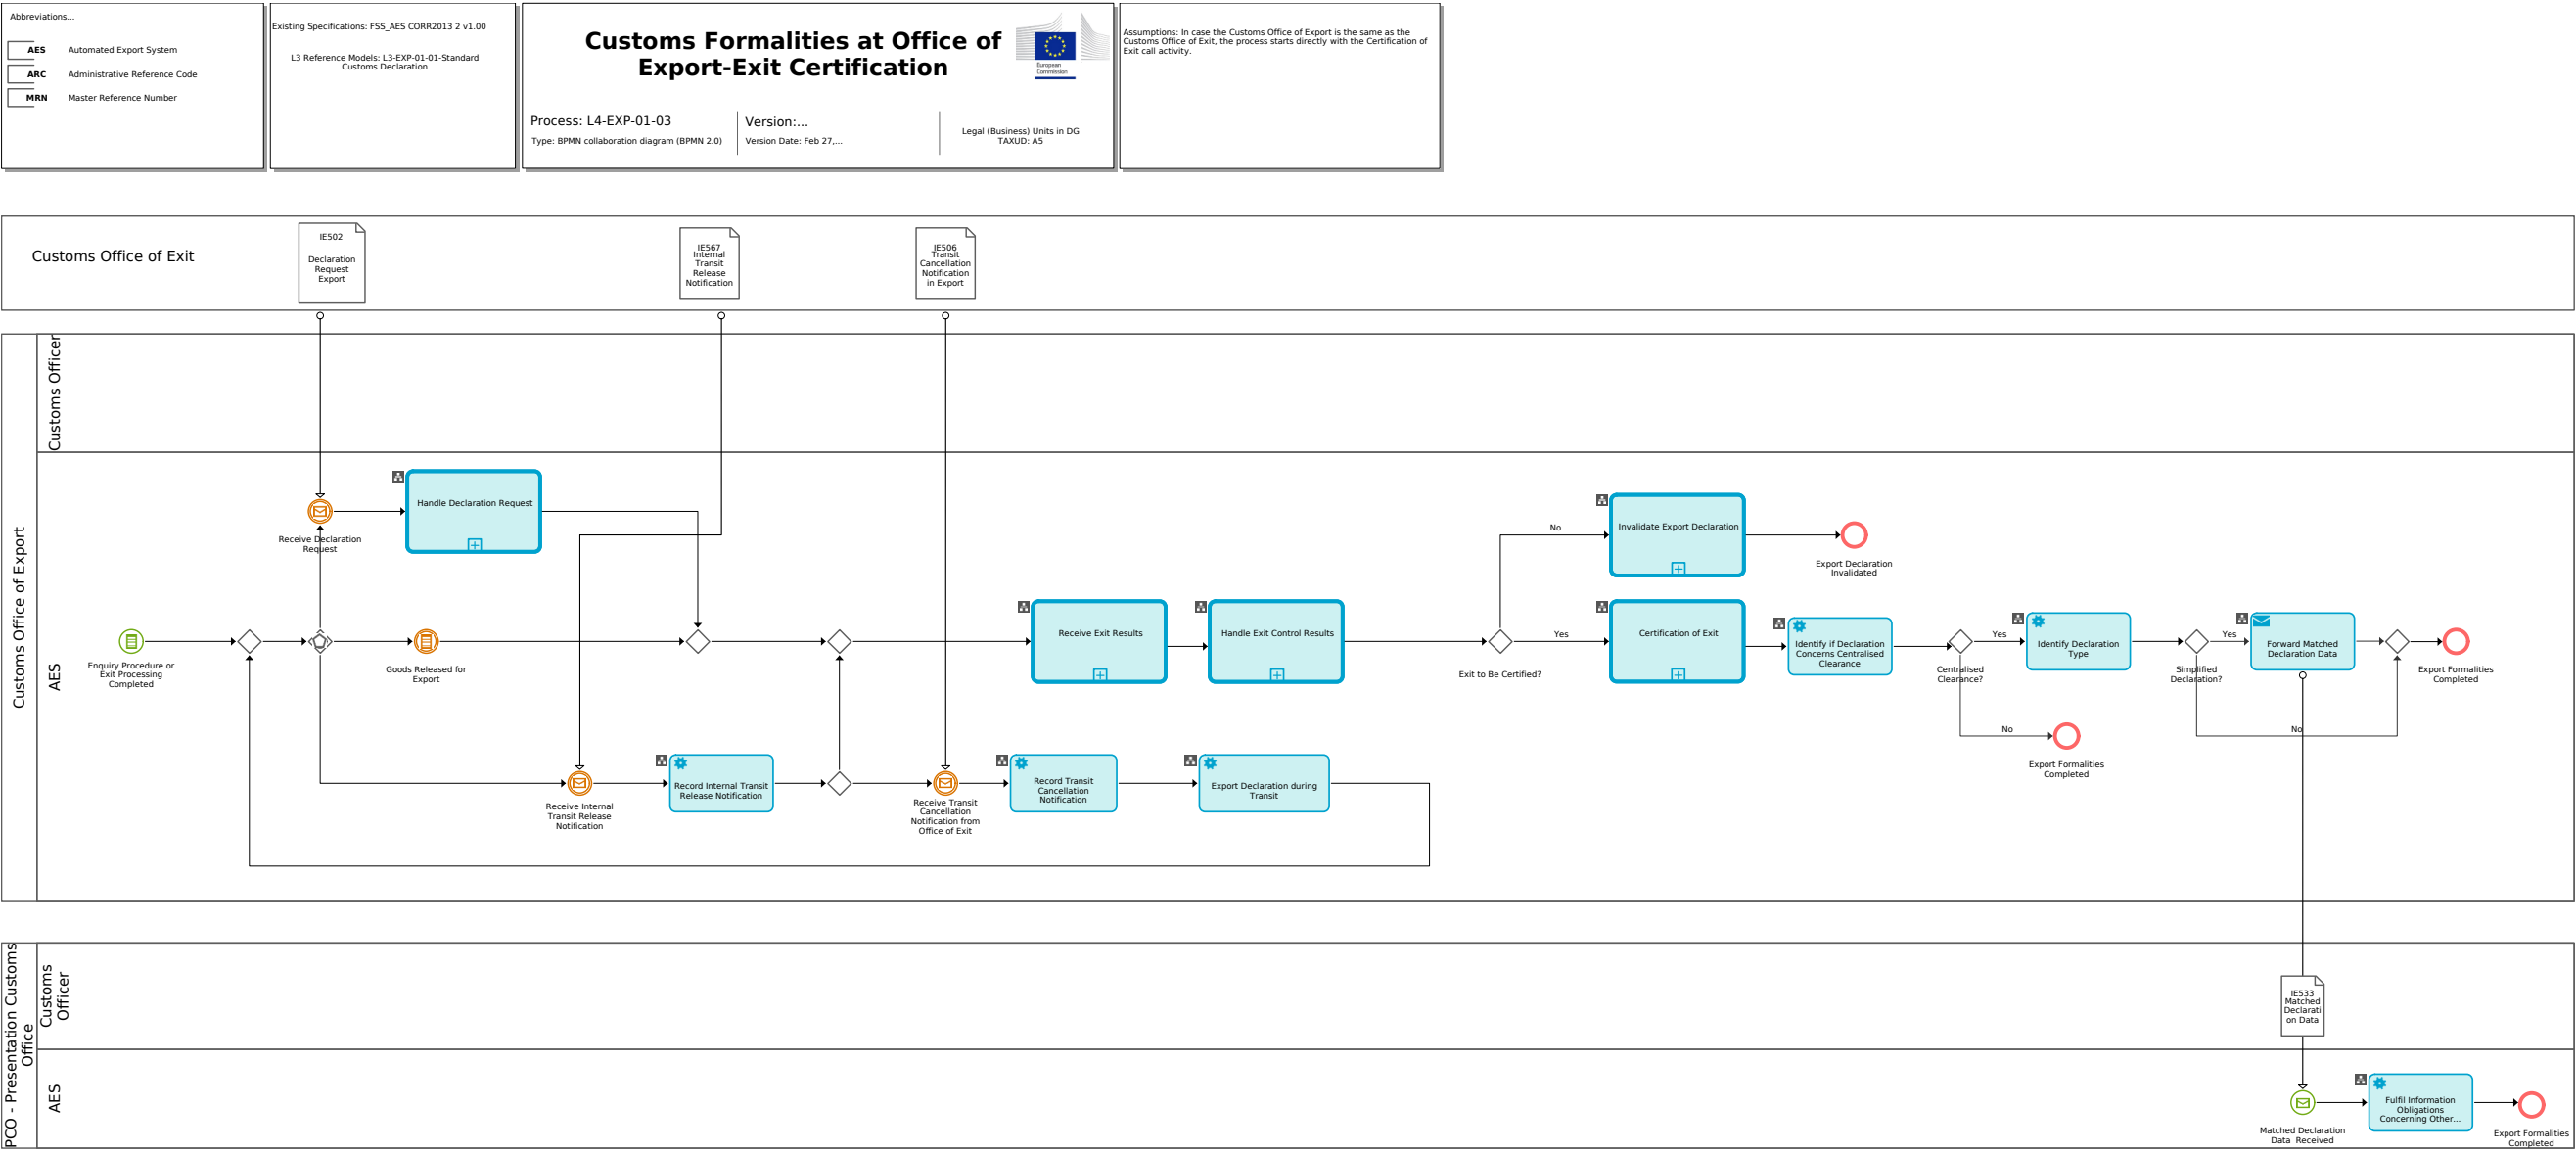 Abbreviations...
AES Automated Export System
ARC Administrative Reference Code
MRN Master Reference Number
Existing Specifications: FSS_AES CORR2013 2 v1.00
L3 Reference Models: L3-EXP-01-01-Standard
Customs Declaration
Customs Formalities at Office of
Export-Exit Certification
European
Commission
Process: L4-EXP-01-03
Type: BPMN collaboration diagram (BPMN 2.0)
Version:...
Version Date: Feb 27,...
Legal (Business) Units in DG
TAXUD: A5
Assumptions: In case the Customs Office of Export is the same as the
Customs Office of Exit, the process starts directly with the Certification of
Exit call activity.
Customs Office of Exit
IE502
Declaration
Request
Export
IE567
Internal
Transit
Release
Notification
IE506
Transit
Cancellation
Notification
in Export
Customs Office of Export
Customs Officer
AES
Receive Declaration
Request
Handle Declaration Request
Enquiry Procedure or
Exit Processing
Completed
Goods Released for
Export
Receive Internal
Transit Release
Notification
Record Internal Transit
Release Notification
Receive Transit
Cancellation
Notification from
Office of Exit
Record Transit
Cancellation
Notification
Export Declaration during
Transit
Receive Exit Results
Handle Exit Control Results
Exit to Be Certified?
No
Invalidate Export Declaration
Export Declaration
Invalidated
Yes
Certification of Exit
Identify if Declaration
Concerns Centralised
Clearance
Centralised
Clearance?
Yes
No
Export Formalities
Completed
Identify Declaration
Type
Simplified
Declaration?
Yes
No
Forward Matched
Declaration Data
Export Formalities
Completed
PCO - Presentation Customs
Office
Customs
Officer
AES
IE533
Matched
Declarati
on Data
Matched Declaration
Data Received
Fulfil Information
Obligations
Concerning Other...
Export Formalities
Completed